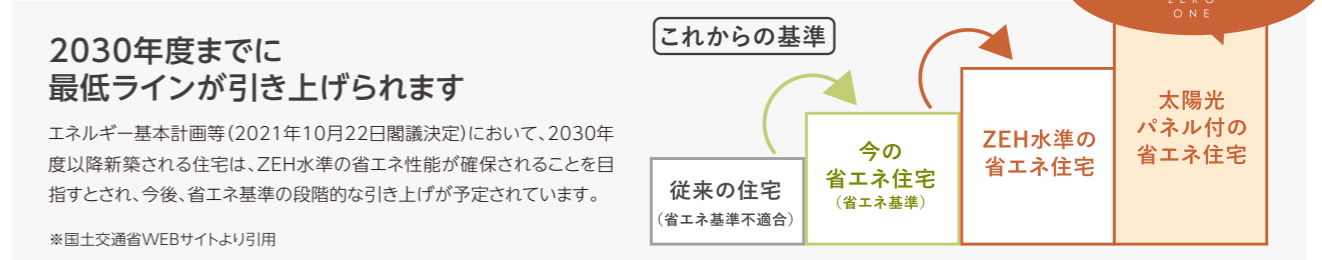 2030年度までに
最低ラインが引き上げられます
エネルギー基本計画等(2021年10月22日閣議決定)において、2030年
度以降新築される住宅は、ZEH水準の省エネ性能が確保されることを目
指すとされ、今後、省エネ基準の段階的な引き上げが予定されています。
※国土交通省WEBサイトより引用
これからの基準
従来の住宅
(省エネ基準不適合)
今の
省エネ住宅
(省エネ基準)
ZEH水準の
省エネ住宅
ONE
太陽光
パネル付の
省エネ住宅